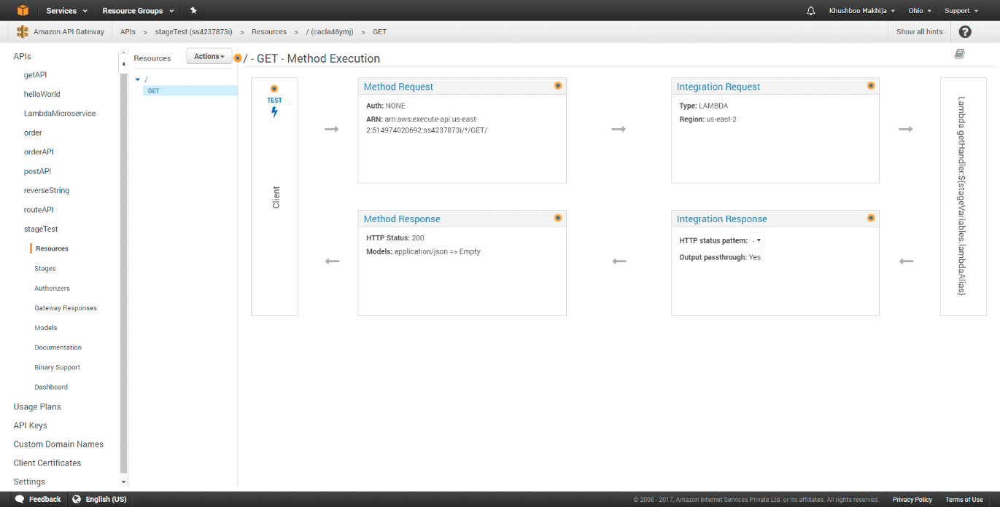 Services Resource Groups Khushboo Makhija Ohio Support
Amazon API Gateway APIs > stageTest (ss4237873i) > Resources > / (cacla46ymj) > GET Show all hints ?
APIs
getAPI
helloWorld
LambdaMicroservice
order
orderAPI
postAPI
reverseString
routeAPI
stageTest
Resources
Stages
Authorizers
Gateway Responses
Models
Documentation
Binary Support
Dashboard
Usage Plans
API Keys
Custom Domain Names
Client Certificates
Settings
Resources Actions
/
GET
/ - GET - Method Execution
TEST
Client
Method Request
Auth: NONE
ARN: arn:aws:execute-api:us-east-
2:514974020692:ss4237873i/*/GET/
Integration Request
Type: LAMBDA
Region: us-east-2
Lambda getHandler:${stageVariables.lambdaAlias}
Method Response
HTTP Status: 200
Models: application/json => Empty
Integration Response
HTTP status pattern: -
Output passthrough: Yes
Feedback English (US) © 2008 - 2017, Amazon Internet Services Private Ltd. or its affiliates. All rights reserved. Privacy Policy Terms of Use